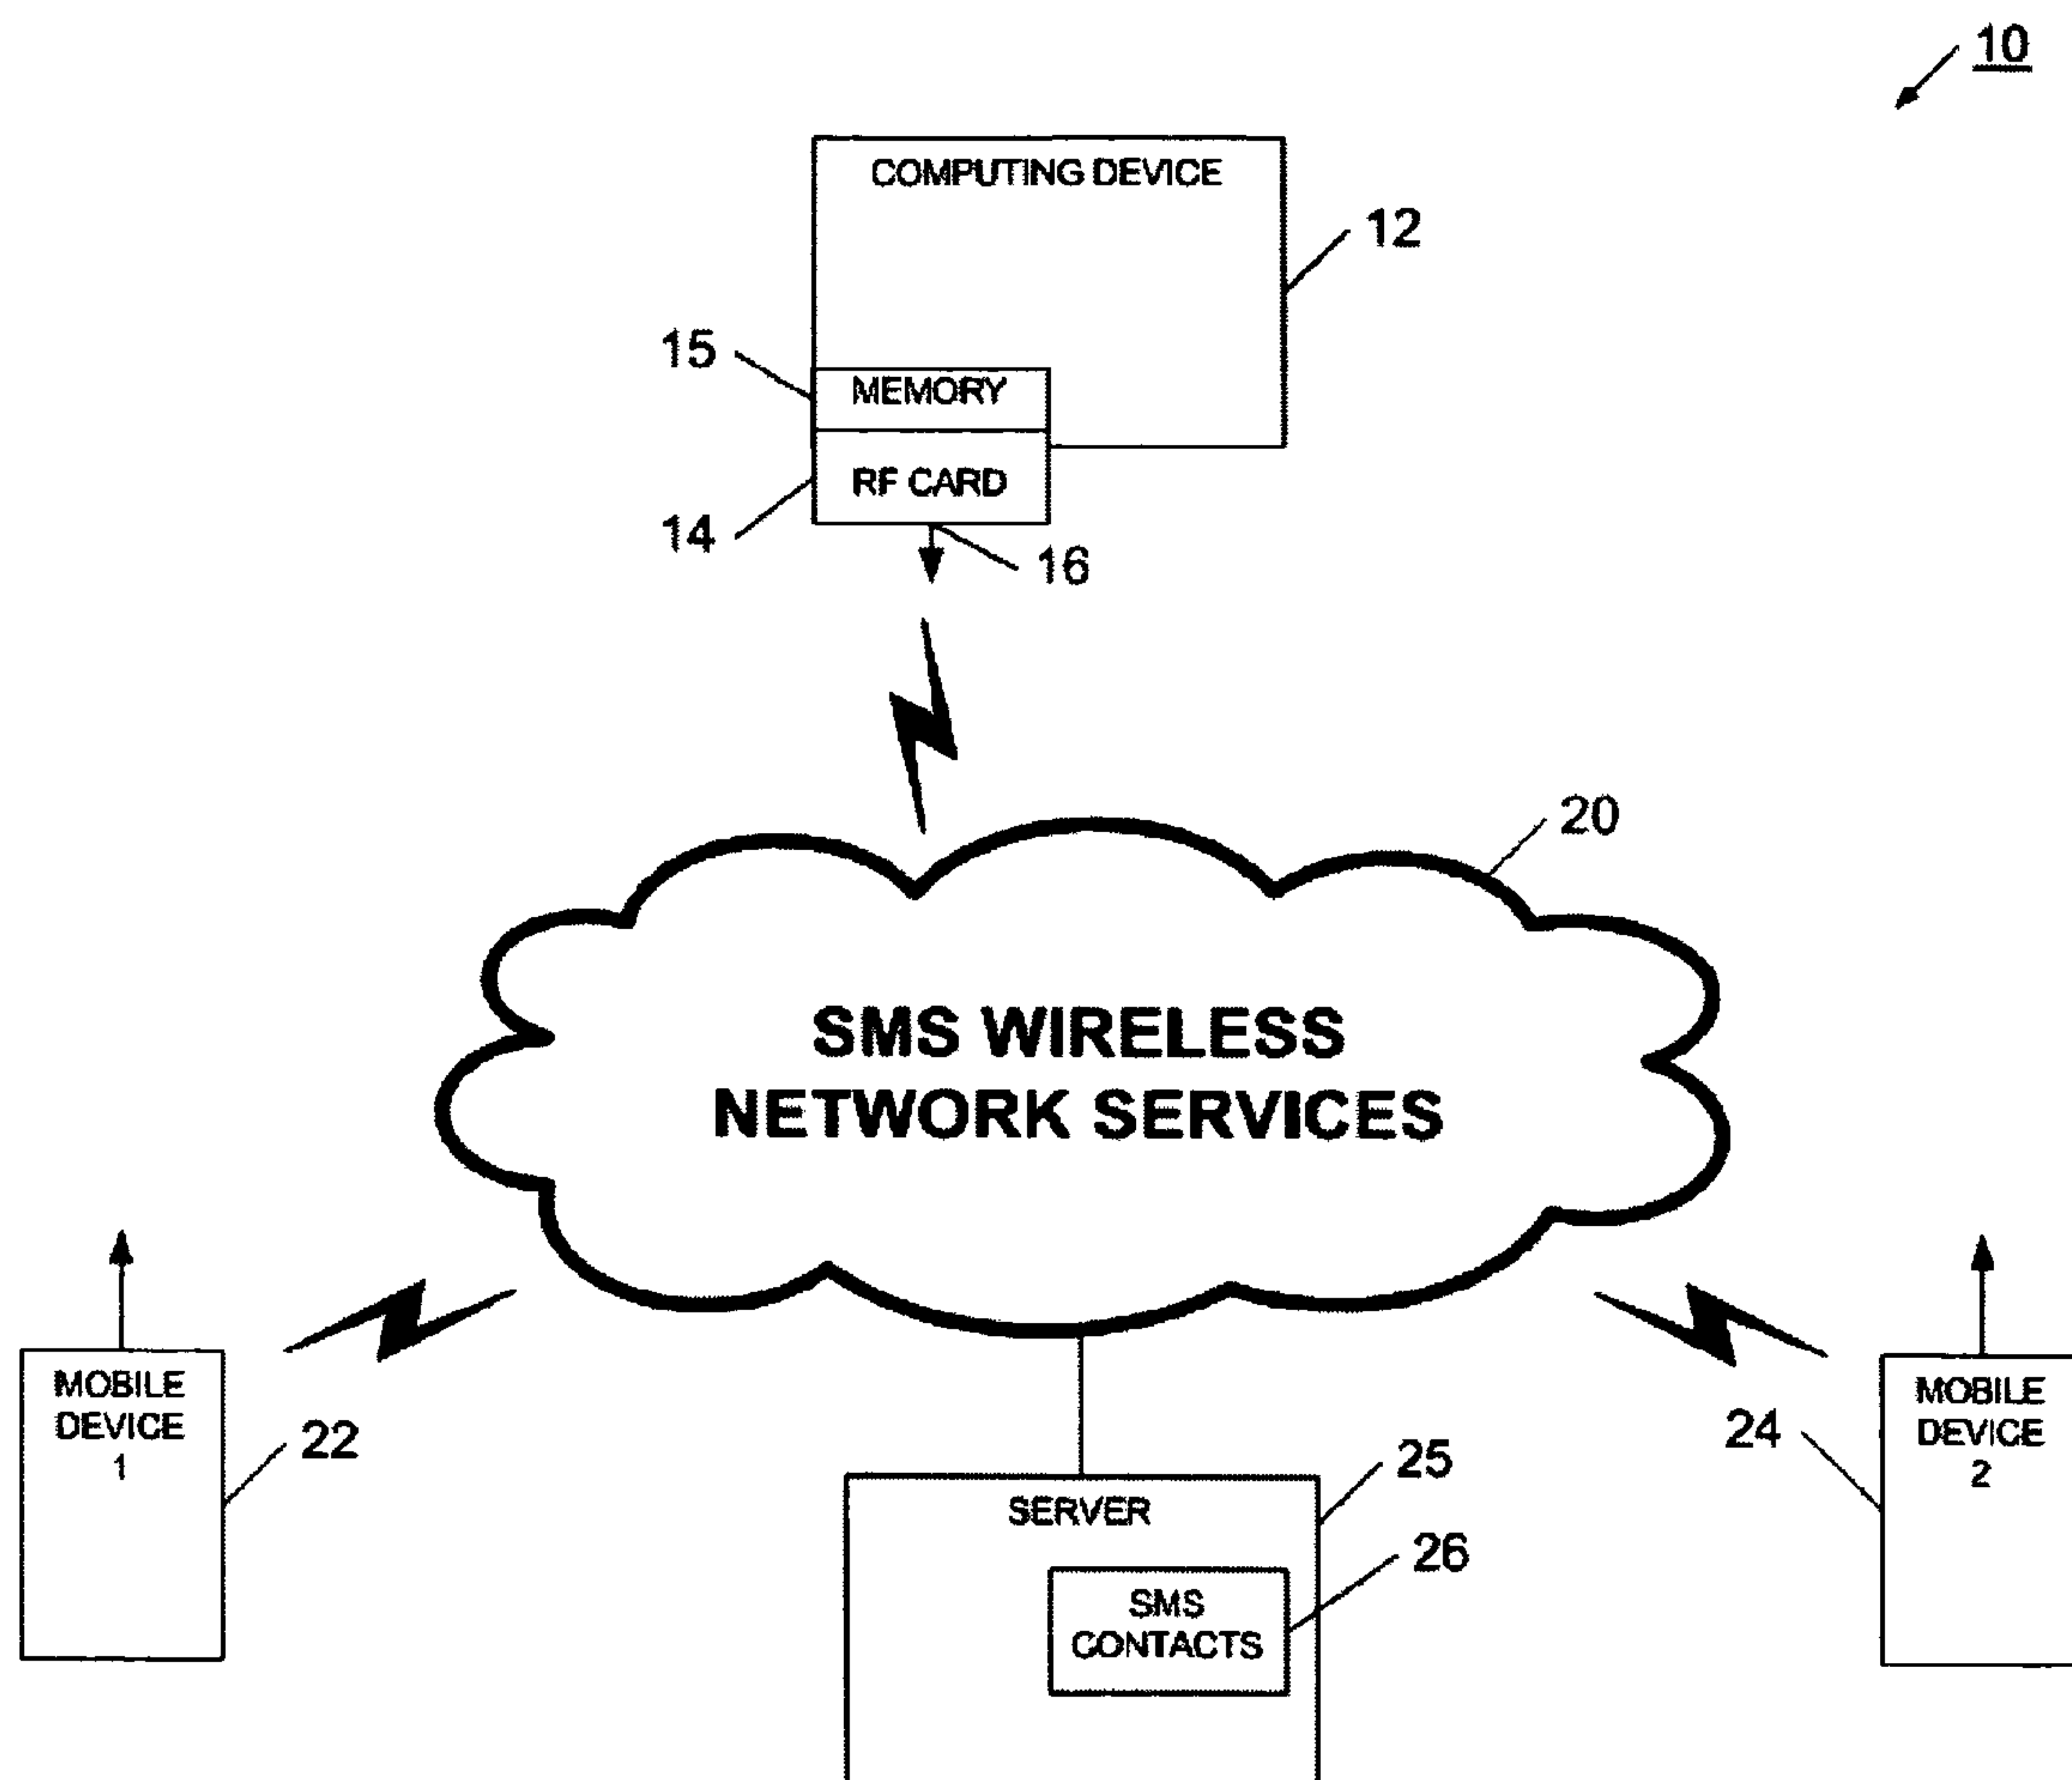 10
COMPUTING DEVICE
12
15
MEMORY
RF CARD
14
16
20
SMS WIRELESS
NETWORK SERVICES
MOBILE
DEVICE
1
22
MOBILE
DEVICE
2
24
25
SERVER
26
SMS
CONTACTS